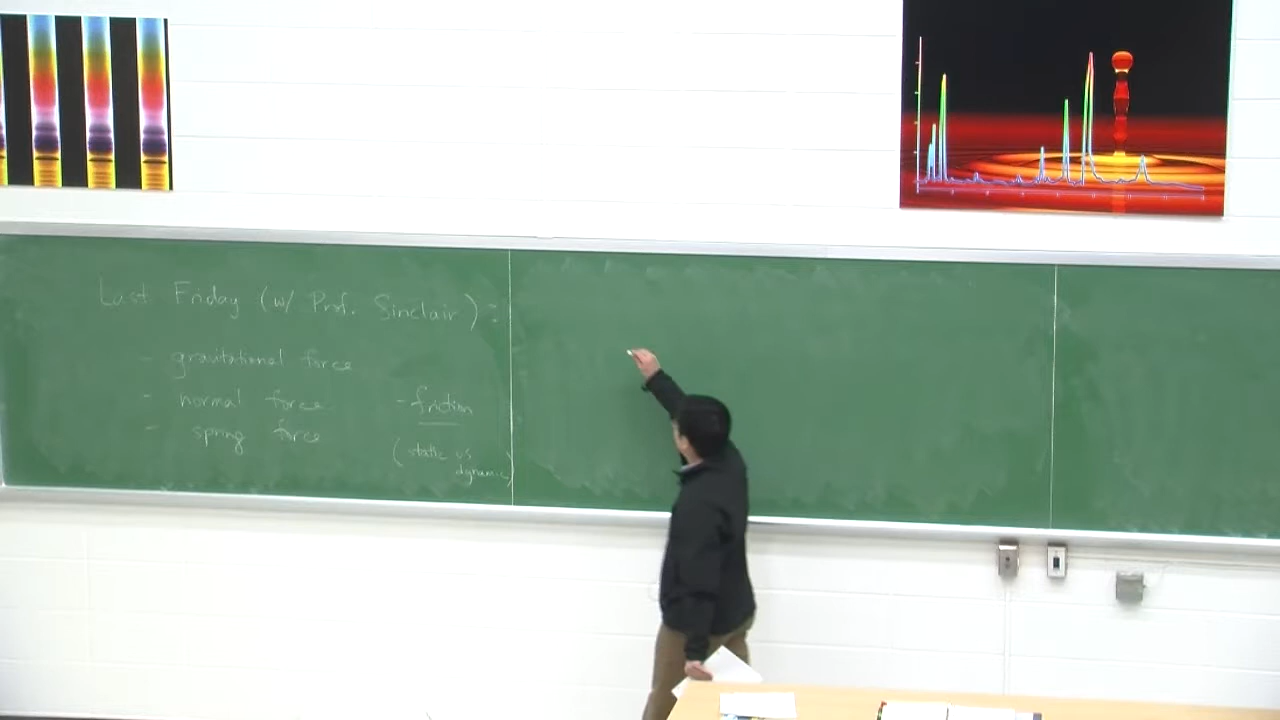 Last Friday (w/ Prof. Sinclair):
- gravitational force
- normal force
- spring force
- friction
(static vs
dynamic)